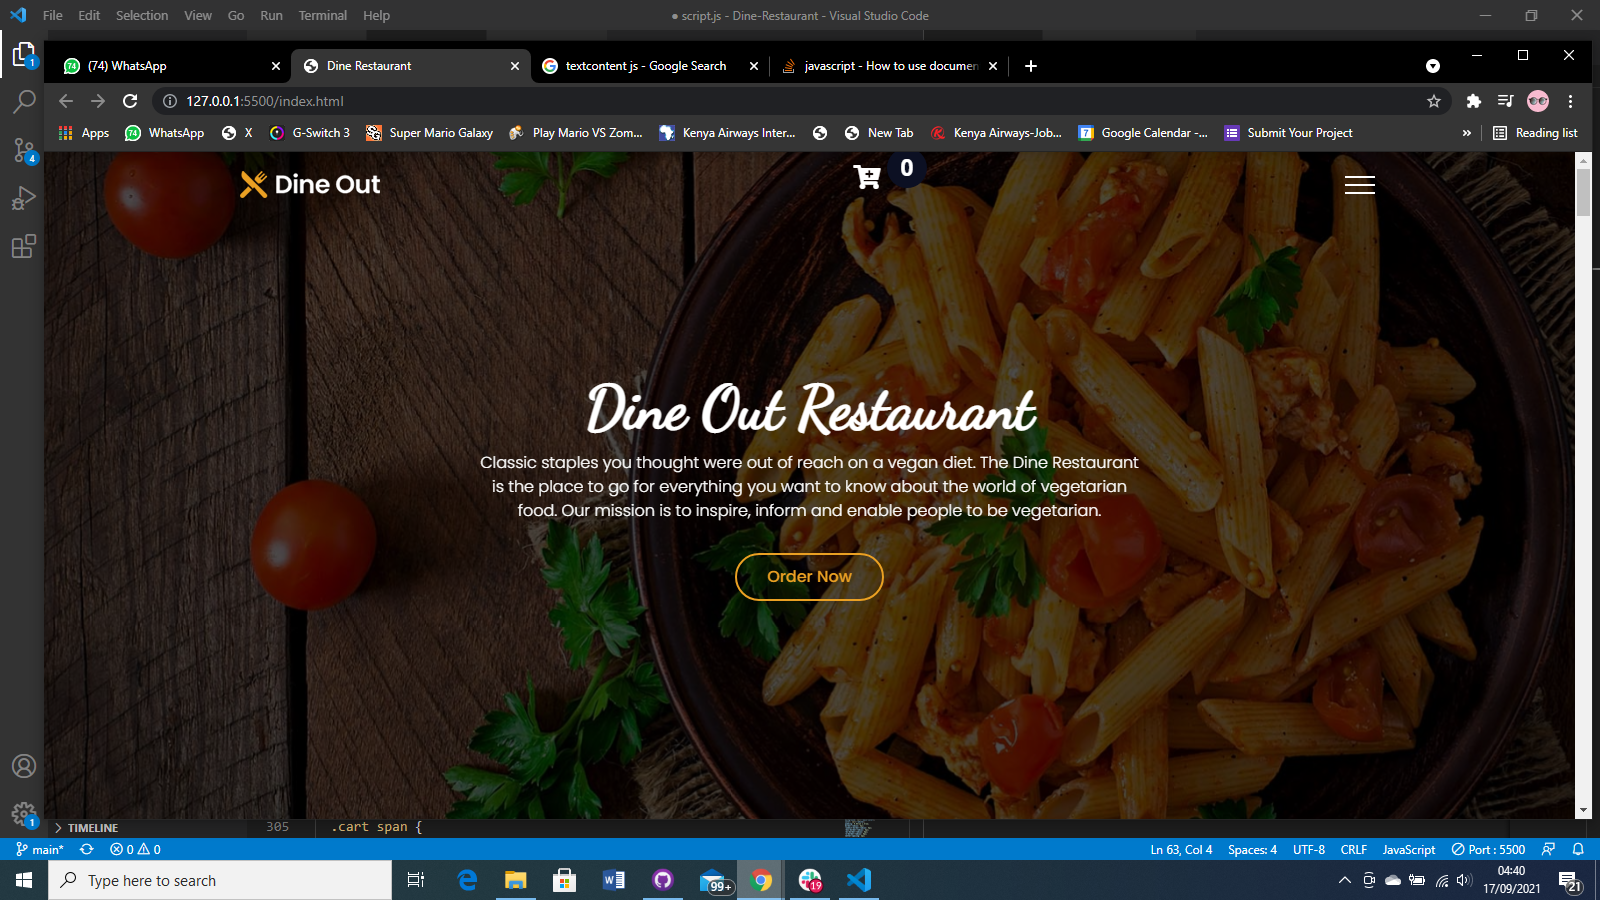 File Edit Selection View Go Run Terminal Help
● script.js - Dine-Restaurant - Visual Studio Code
1
74 (74) WhatsApp
Dine Restaurant
textcontent js - Google Search
javascript - How to use documen
127.0.0.1:5500/index.html
Apps
74 WhatsApp
X
G-Switch 3
Super Mario Galaxy
Play Mario VS Zom...
Kenya Airways Inter...
New Tab
Kenya Airways-Job...
7 Google Calendar -...
Submit Your Project
»
Reading list
4
Dine Out
0
Dine Out Restaurant
Classic staples you thought were out of reach on a vegan diet. The Dine Restaurant
is the place to go for everything you want to know about the world of vegetarian
food. Our mission is to inspire, inform and enable people to be vegetarian.
Order Now
1
TIMELINE
305 .cart span {
main* 0 0
Ln 63, Col 4 Spaces: 4 UTF-8 CRLF JavaScript Port : 5500
Type here to search
99+
19
04:40
17/09/2021
21